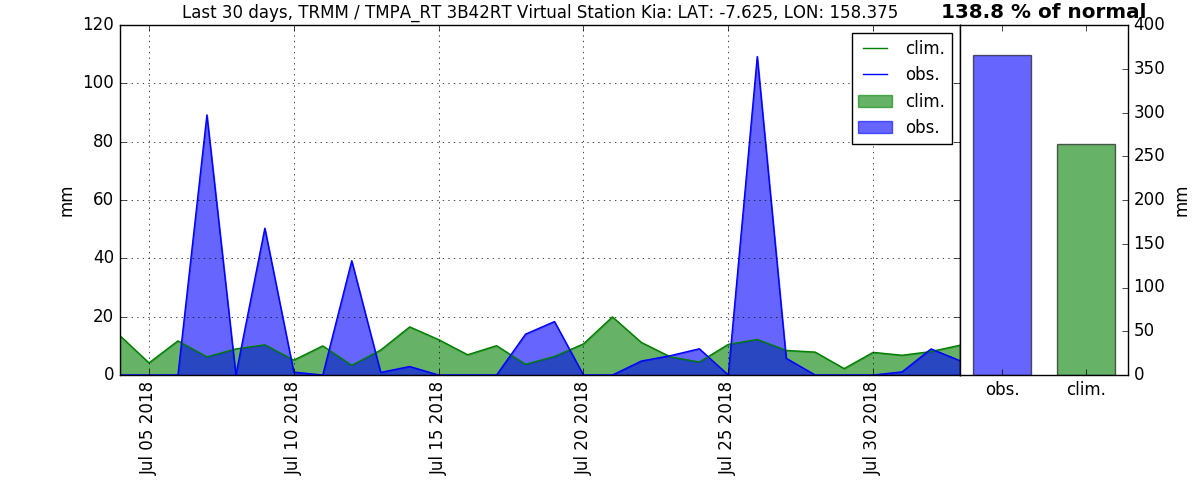 Last 30 days, TRMM / TMPA_RT 3B42RT Virtual Station Kia: LAT: -7.625, LON: 158.375
138.8 % of normal
120
100
80
60
40
20
0
mm
clim.
obs.
clim.
obs.
Jul 05 2018
Jul 10 2018
Jul 15 2018
Jul 20 2018
Jul 25 2018
Jul 30 2018
400
350
300
250
200
150
100
50
0
mm
obs.
clim.